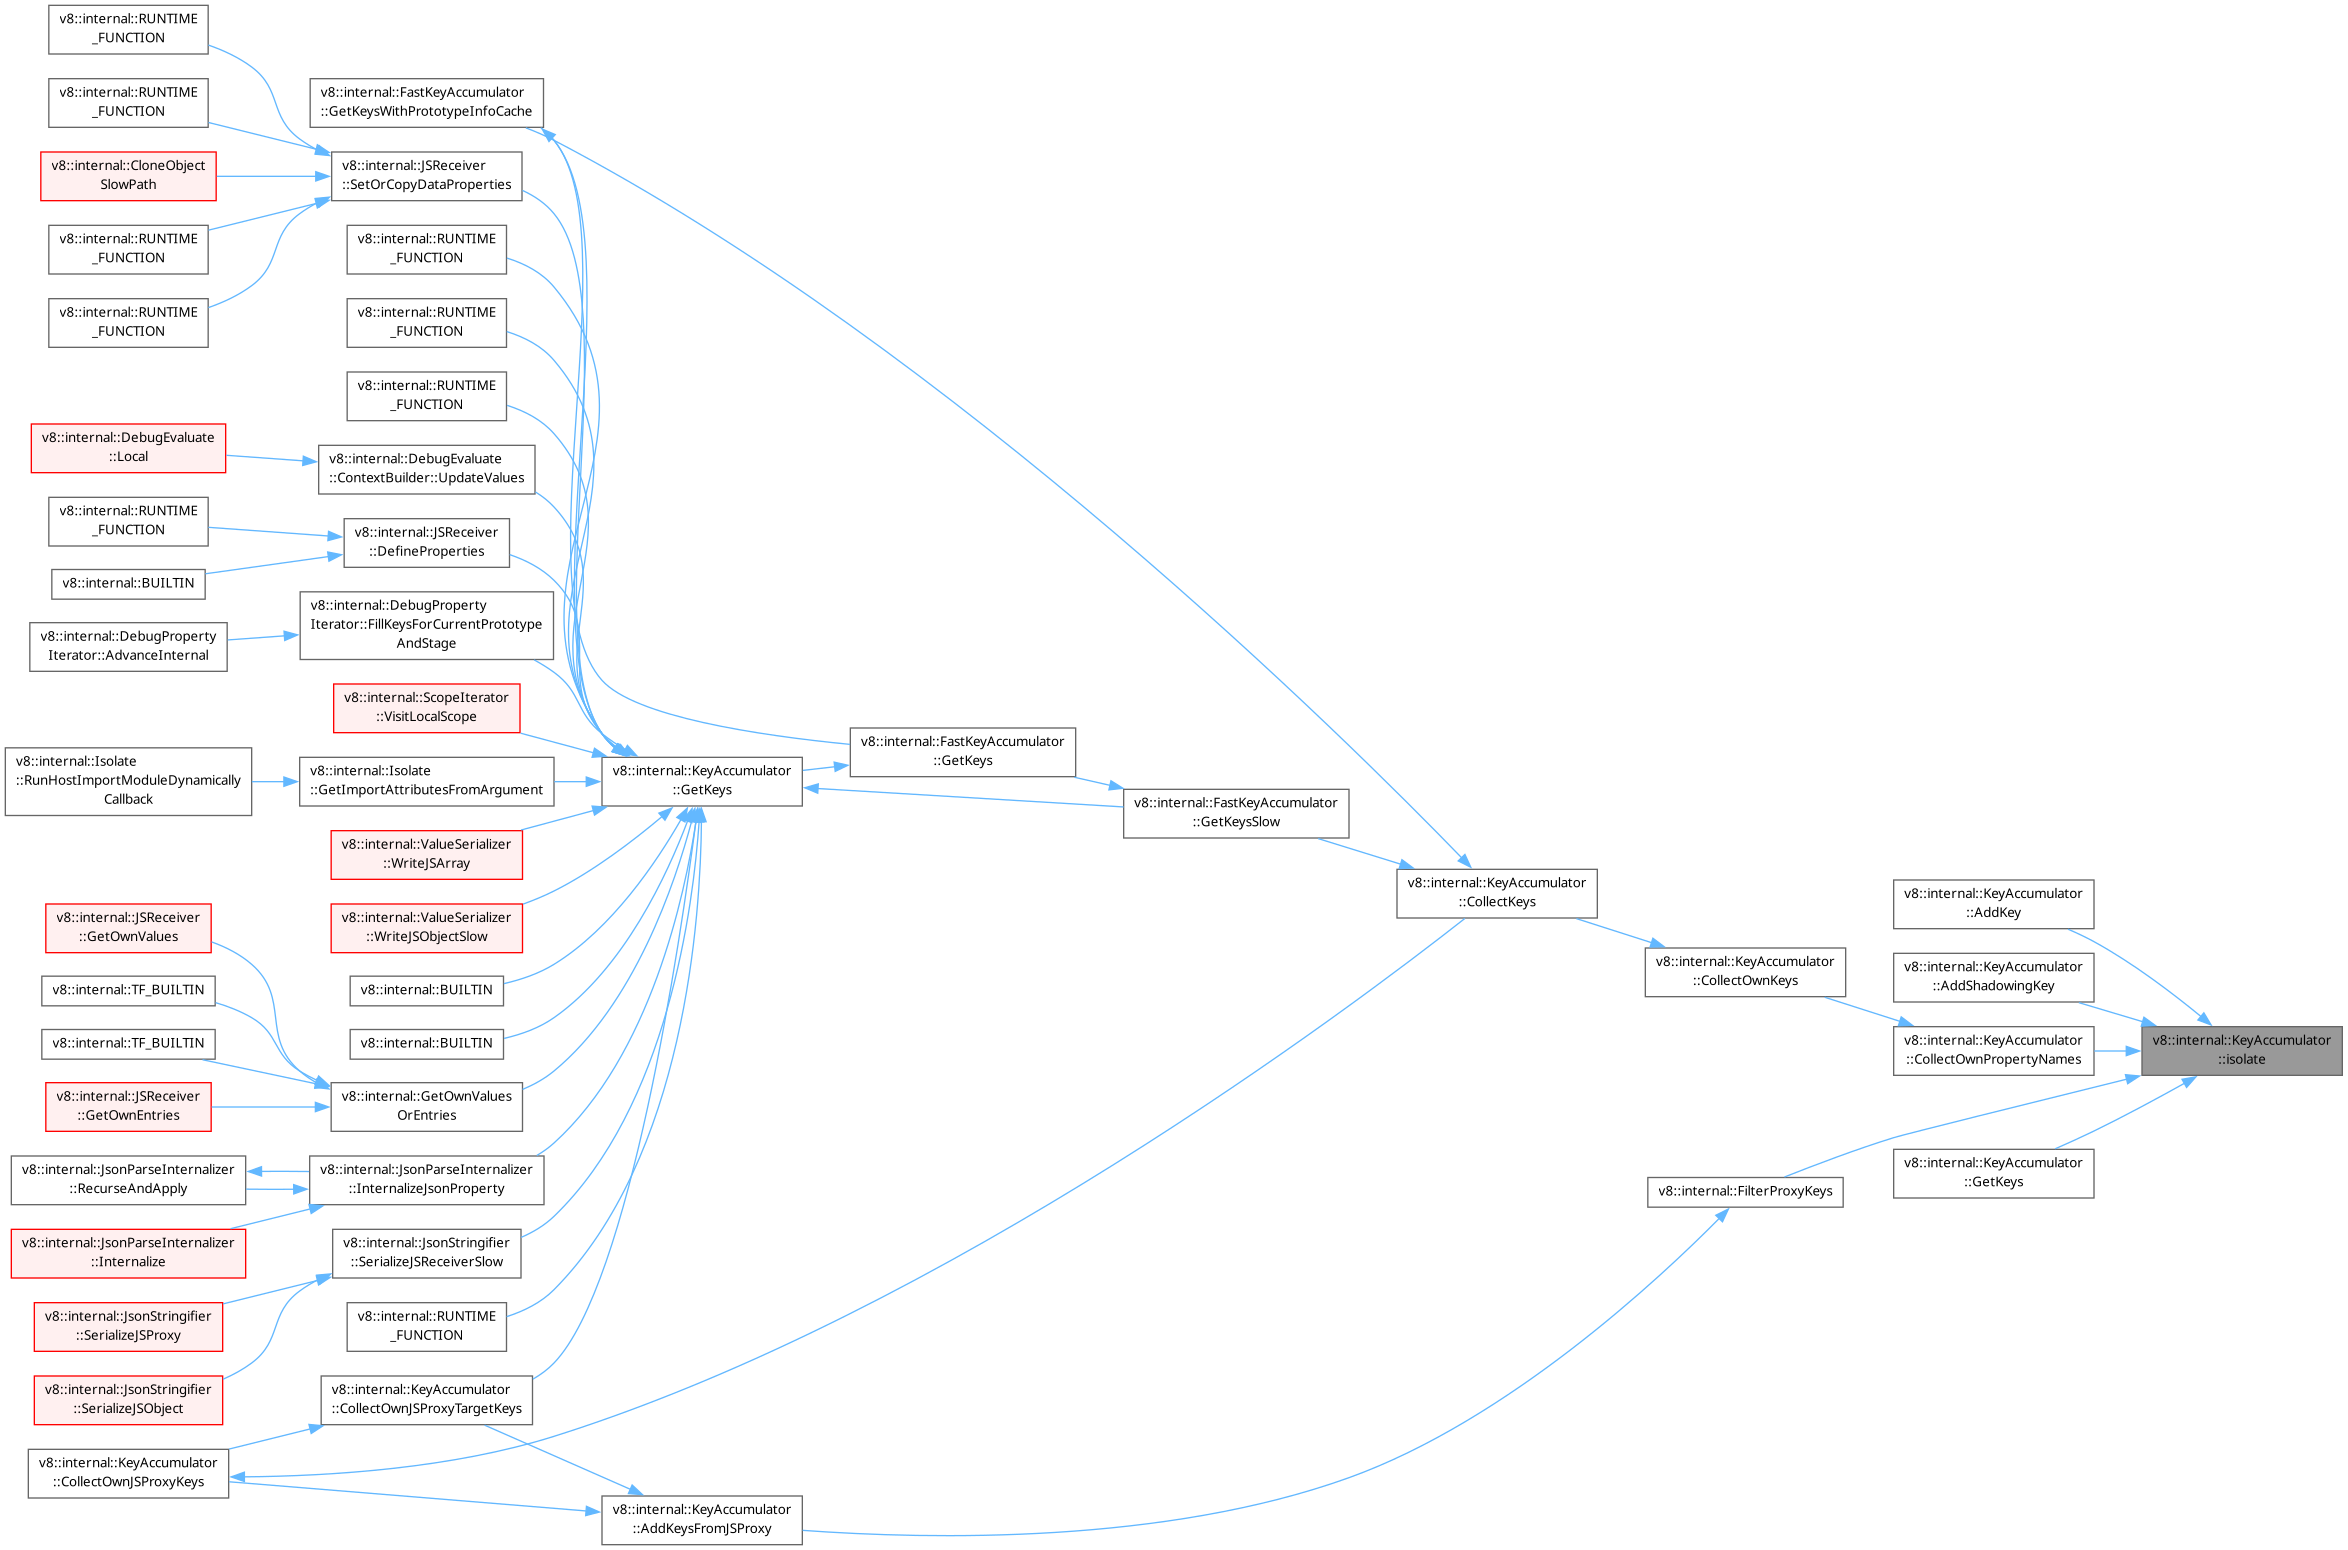 v8::internal::RUNTIME
_FUNCTION
v8::internal::RUNTIME
_FUNCTION
v8::internal::CloneObject
SlowPath
v8::internal::RUNTIME
_FUNCTION
v8::internal::RUNTIME
_FUNCTION
v8::internal::DebugEvaluate
::Local
v8::internal::RUNTIME
_FUNCTION
v8::internal::BUILTIN
v8::internal::DebugProperty
Iterator::AdvanceInternal
v8::internal::Isolate
::RunHostImportModuleDynamically
Callback
v8::internal::JSReceiver
::GetOwnValues
v8::internal::TF_BUILTIN
v8::internal::TF_BUILTIN
v8::internal::JSReceiver
::GetOwnEntries
v8::internal::JsonParseInternalizer
::RecurseAndApply
v8::internal::JsonParseInternalizer
::Internalize
v8::internal::JsonStringifier
::SerializeJSProxy
v8::internal::JsonStringifier
::SerializeJSObject
v8::internal::KeyAccumulator
::CollectOwnJSProxyKeys
v8::internal::FastKeyAccumulator
::GetKeysWithPrototypeInfoCache
v8::internal::JSReceiver
::SetOrCopyDataProperties
v8::internal::RUNTIME
_FUNCTION
v8::internal::RUNTIME
_FUNCTION
v8::internal::RUNTIME
_FUNCTION
v8::internal::DebugEvaluate
::ContextBuilder::UpdateValues
v8::internal::JSReceiver
::DefineProperties
v8::internal::DebugProperty
Iterator::FillKeysForCurrentPrototype
AndStage
v8::internal::ScopeIterator
::VisitLocalScope
v8::internal::Isolate
::GetImportAttributesFromArgument
v8::internal::ValueSerializer
::WriteJSArray
v8::internal::ValueSerializer
::WriteJSObjectSlow
v8::internal::BUILTIN
v8::internal::BUILTIN
v8::internal::GetOwnValues
OrEntries
v8::internal::JsonParseInternalizer
::InternalizeJsonProperty
v8::internal::JsonStringifier
::SerializeJSReceiverSlow
v8::internal::RUNTIME
_FUNCTION
v8::internal::KeyAccumulator
::CollectOwnJSProxyTargetKeys
v8::internal::KeyAccumulator
::GetKeys
v8::internal::KeyAccumulator
::AddKeysFromJSProxy
v8::internal::FastKeyAccumulator
::GetKeys
v8::internal::FastKeyAccumulator
::GetKeysSlow
v8::internal::KeyAccumulator
::CollectKeys
v8::internal::KeyAccumulator
::CollectOwnKeys
v8::internal::FilterProxyKeys
v8::internal::KeyAccumulator
::AddKey
v8::internal::KeyAccumulator
::AddShadowingKey
v8::internal::KeyAccumulator
::CollectOwnPropertyNames
v8::internal::KeyAccumulator
::GetKeys
v8::internal::KeyAccumulator
::isolate